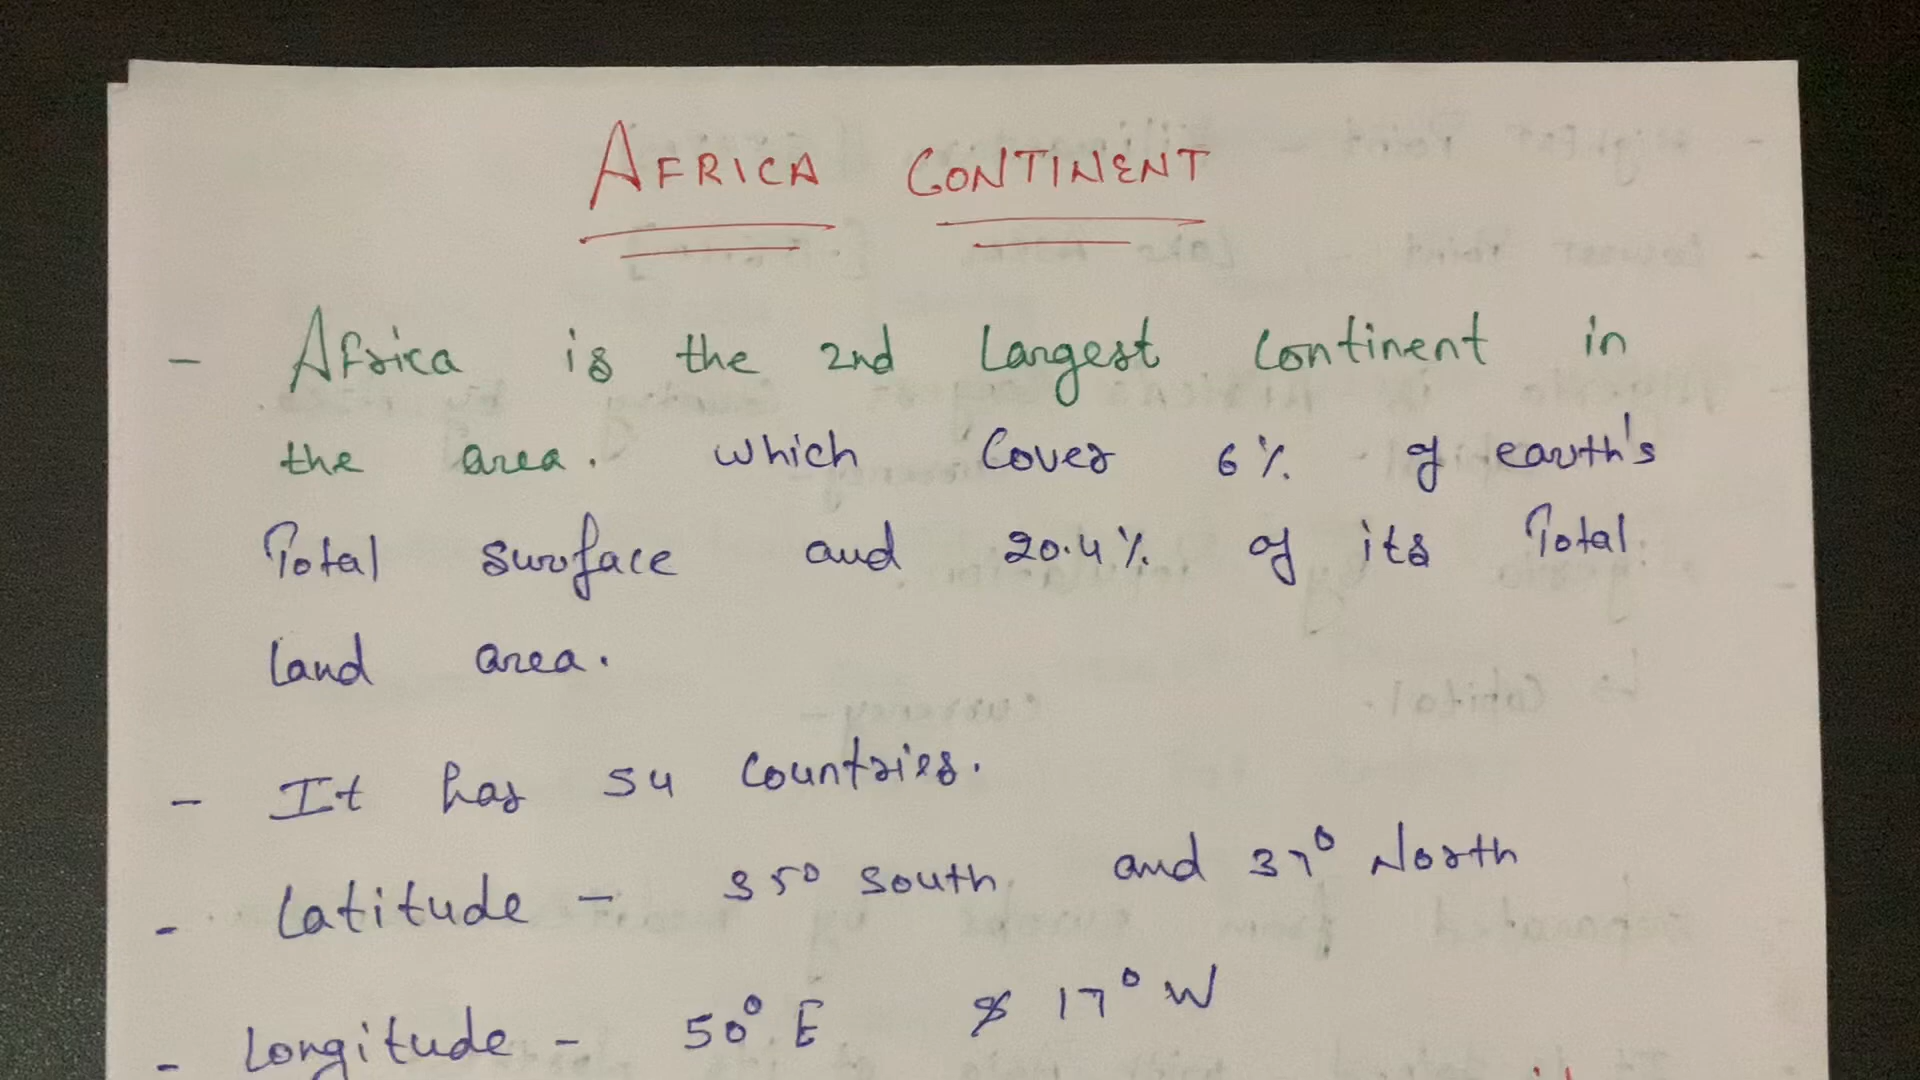 AFRICA CONTINENT
- Africa is the 2nd Largest Continent in
the area. which Cover 6% of earth's
Total surface and 20.4% of its Total
Land area.
- It has 54 Countries.
- Latitude - 35° South and 37° North
- Longitude - 50° E & 17° W